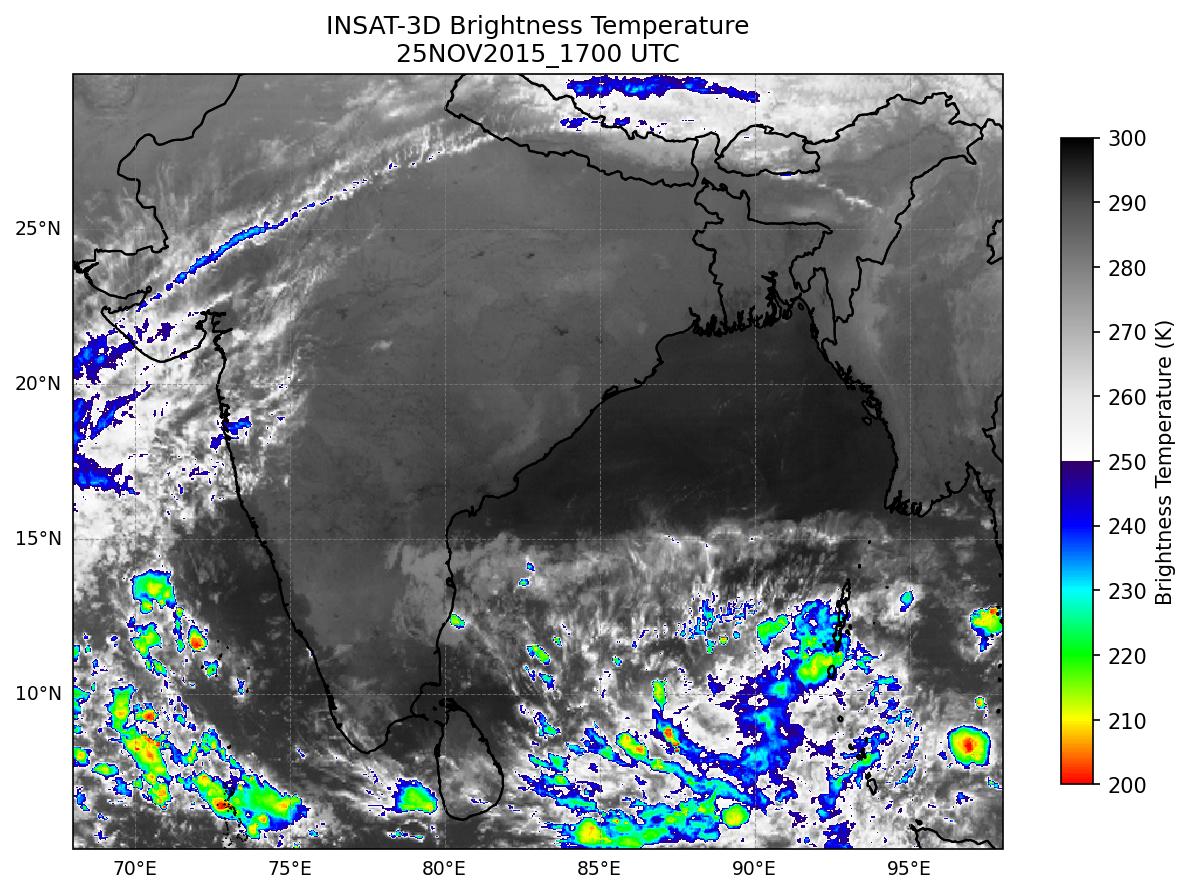 INSAT-3D Brightness Temperature
25NOV2015_1700 UTC
25°N
20°N
15°N
10°N
70°E
75°E
80°E
85°E
90°E
95°E
300
290
280
270
260
250
240
230
220
210
200
Brightness Temperature (K)